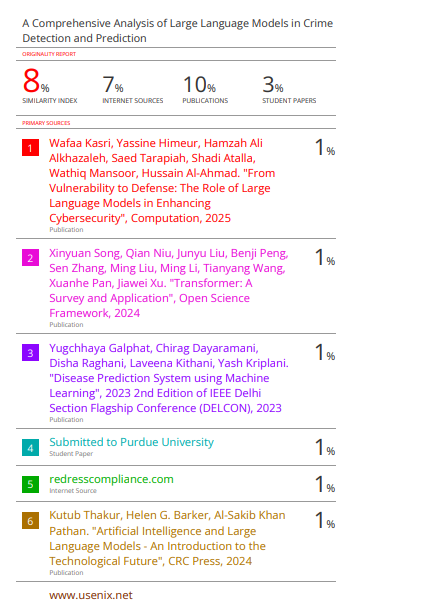 A Comprehensive Analysis of Large Language Models in Crime
Detection and Prediction
ORIGINALITY REPORT
8% 7% 10% 3%
SIMILARITY INDEX INTERNET SOURCES PUBLICATIONS STUDENT PAPERS
PRIMARY SOURCES
1 Wafaa Kasri, Yassine Himeur, Hamzah Ali 1%
Alkhazaleh, Saed Tarapiah, Shadi Atalla,
Wathiq Mansoor, Hussain Al-Ahmad. "From
Vulnerability to Defense: The Role of Large
Language Models in Enhancing
Cybersecurity", Computation, 2025
Publication
2 Xinyuan Song, Qian Niu, Junyu Liu, Benji Peng, 1%
Sen Zhang, Ming Liu, Ming Li, Tianyang Wang,
Xuanhe Pan, Jiawei Xu. "Transformer: A
Survey and Application", Open Science
Framework, 2024
Publication
3 Yugchhaya Galphat, Chirag Dayaramani, 1%
Disha Raghani, Laveena Kithani, Yash Kriplani.
"Disease Prediction System using Machine
Learning", 2023 2nd Edition of IEEE Delhi
Section Flagship Conference (DELCON), 2023
Publication
4 Submitted to Purdue University 1%
Student Paper
5 redresscompliance.com 1%
Internet Source
6 Kutub Thakur, Helen G. Barker, Al-Sakib Khan 1%
Pathan. "Artificial Intelligence and Large
Language Models - An Introduction to the
Technological Future", CRC Press, 2024
Publication
www.usenix.net